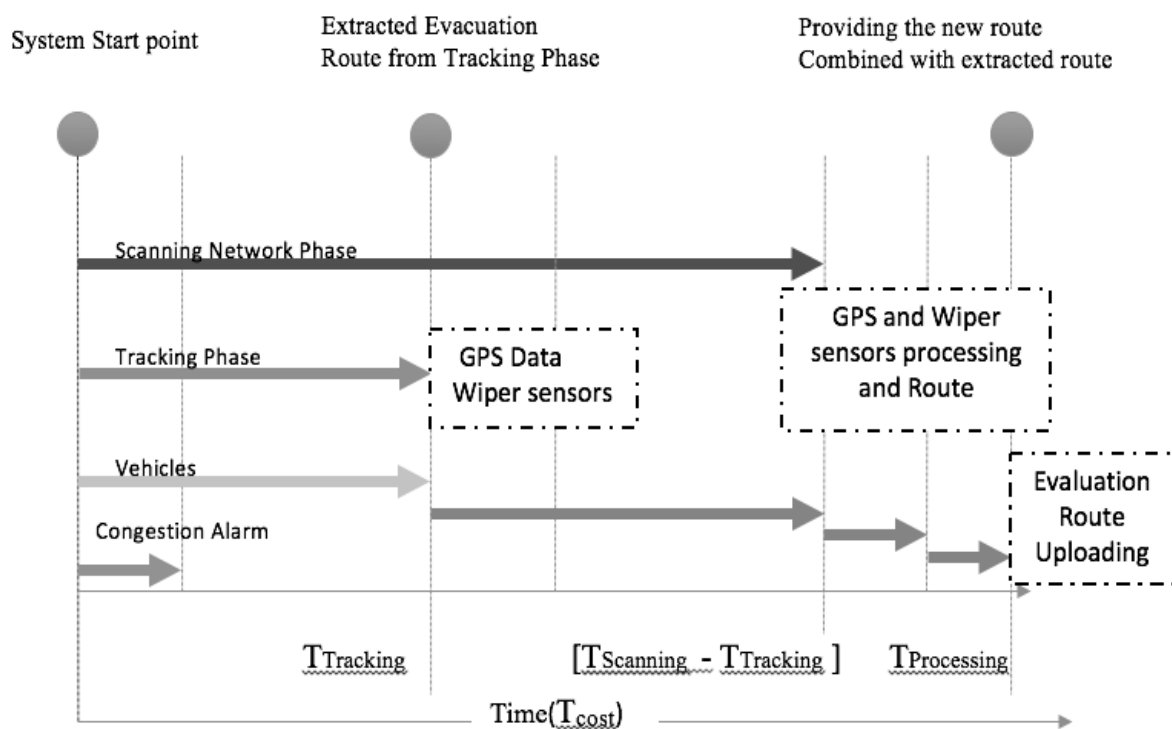 System Start point
Extracted Evacuation
Route from Tracking Phase
Providing the new route
Combined with extracted route
Scanning Network Phase
GPS and Wiper
sensors processing
and Route
Tracking Phase
GPS Data
Wiper sensors
Vehicles
Evaluation
Route
Uploading
Congestion Alarm
TTracking
[TScanning - TTracking ]
TProcessing
Time(Tcost)